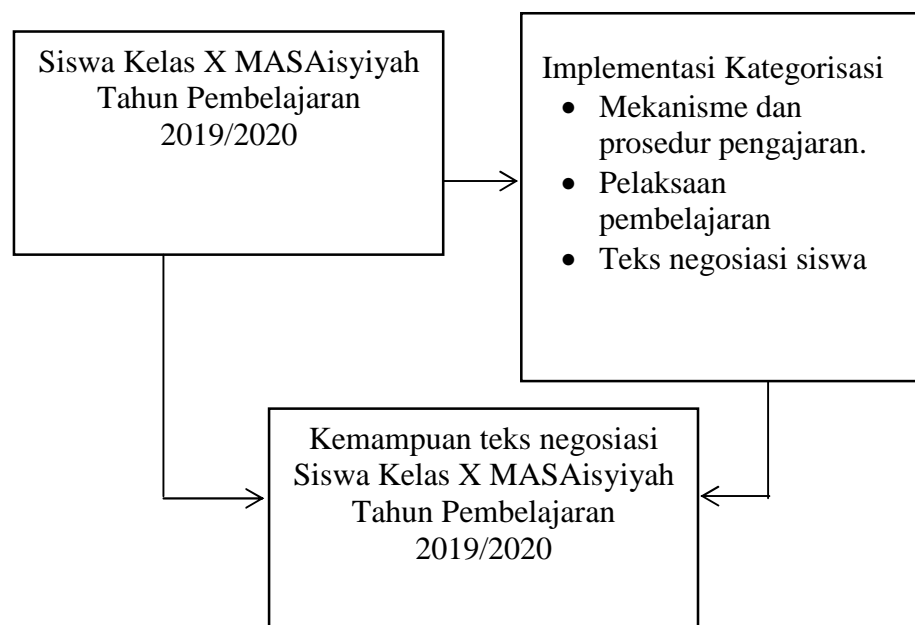 Siswa Kelas X MASAisyiyah
Tahun Pembelajaran
2019/2020
Implementasi Kategorisasi
• Mekanisme dan
prosedur pengajaran.
• Pelaksaan
pembelajaran
• Teks negosiasi siswa
Kemampuan teks negosiasi
Siswa Kelas X MASAisyiyah
Tahun Pembelajaran
2019/2020